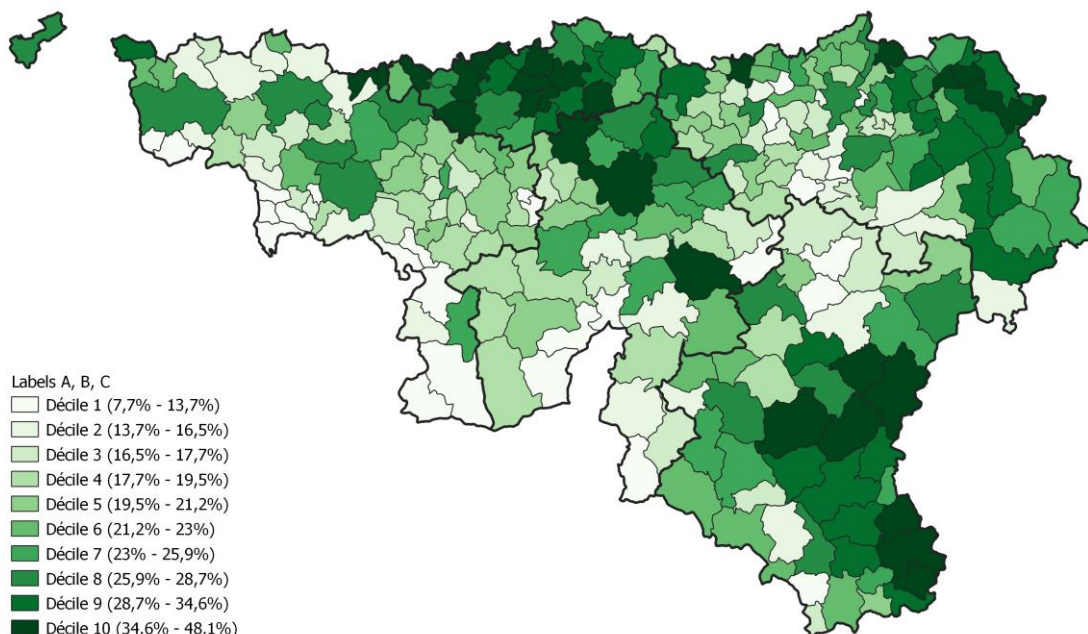 Labels A, B, C
Décile 1 (7,7% - 13,7%)
Décile 2 (13,7% - 16,5%)
Décile 3 (16,5% - 17,7%)
Décile 4 (17,7% - 19,5%)
Décile 5 (19,5% - 21,2%)
Décile 6 (21,2% - 23%)
Décile 7 (23% - 25,9%)
Décile 8 (25,9% - 28,7%)
Décile 9 (28,7% - 34,6%)
Décile 10 (34,6% - 48,1%)